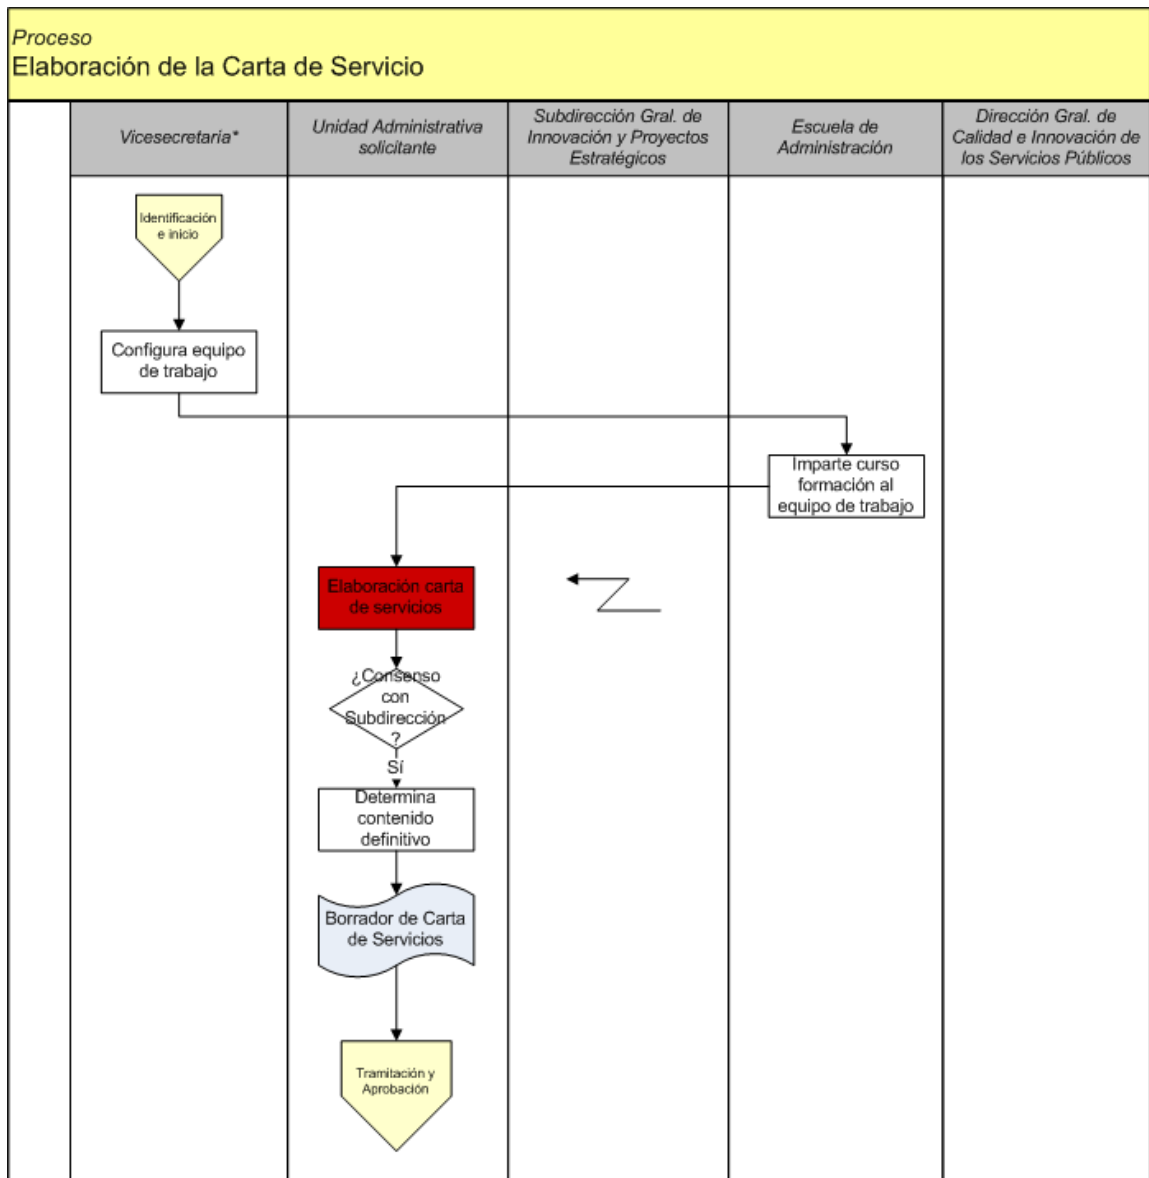 Proceso
Elaboración de la Carta de Servicio
Vicesecretaría*
Unidad Administrativa
solicitante
Subdirección Gral. de
Innovación y Proyectos
Estratégicos
Escuela de
Administración
Dirección Gral. de
Calidad e Innovación de
los Servicios Públicos
Identificación
e inicio
Configura equipo
de trabajo
Imparte curso
formación al
equipo de trabajo
Elaboración carta
de servicios
¿Consenso
con
Subdirección
?
Sí
Determina
contenido
definitivo
Borrador de Carta
de Servicios
Tramitación y
Aprobación